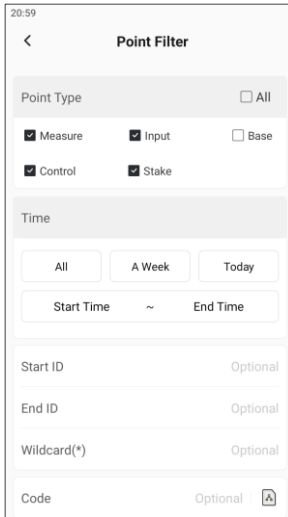 20:59
Point Filter
Point Type All
Measure Input Base
Control Stake
Time
All A Week Today
Start Time ~ End Time
Start ID Optional
End ID Optional
Wildcard(*) Optional
Code Optional